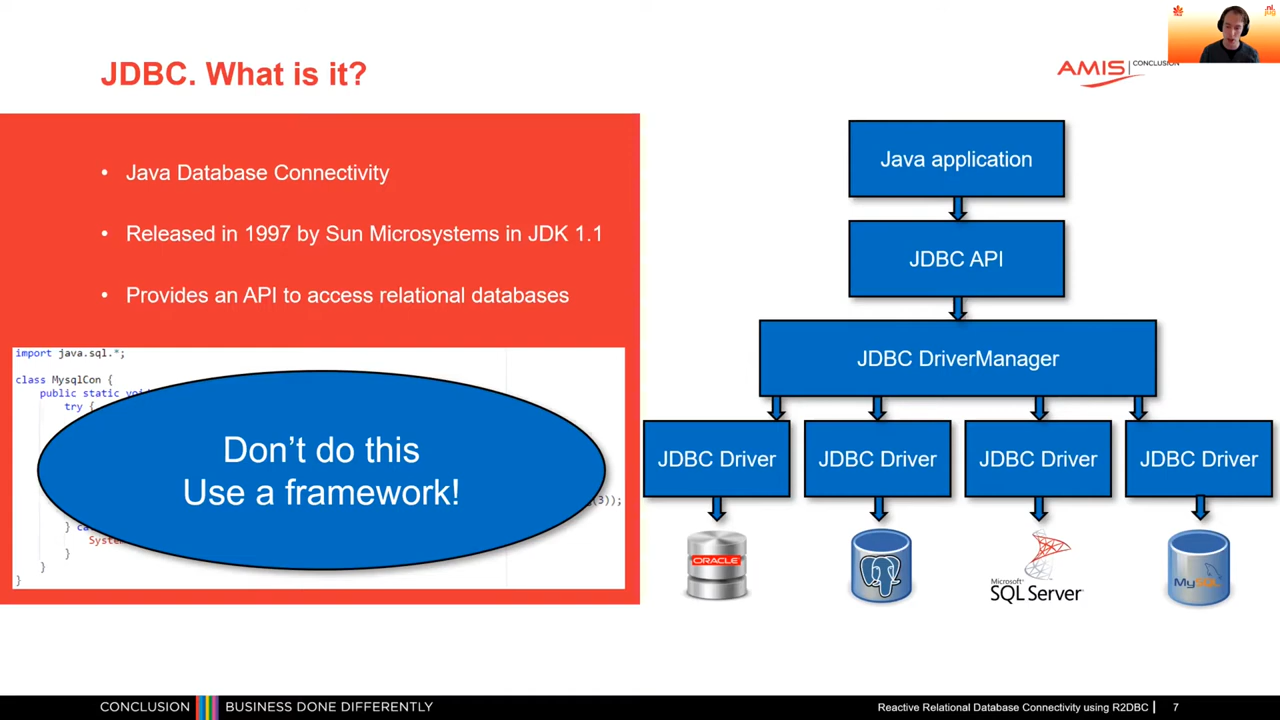 JDBC. What is it?
AMIS | CONCLUSION
nl
jug
• Java Database Connectivity
• Released in 1997 by Sun Microsystems in JDK 1.1
• Provides an API to access relational databases
import java.sql.*;
class MysqlCon {
public static
try {
Don't do this
Use a framework!
(3));
}
}
}
}
Java application
JDBC API
JDBC DriverManager
JDBC Driver
JDBC Driver
JDBC Driver
JDBC Driver
ORACLE
Microsoft
SQL Server
MySQL
CONCLUSION
BUSINESS DONE DIFFERENTLY
Reactive Relational Database Connectivity using R2DBC | 7